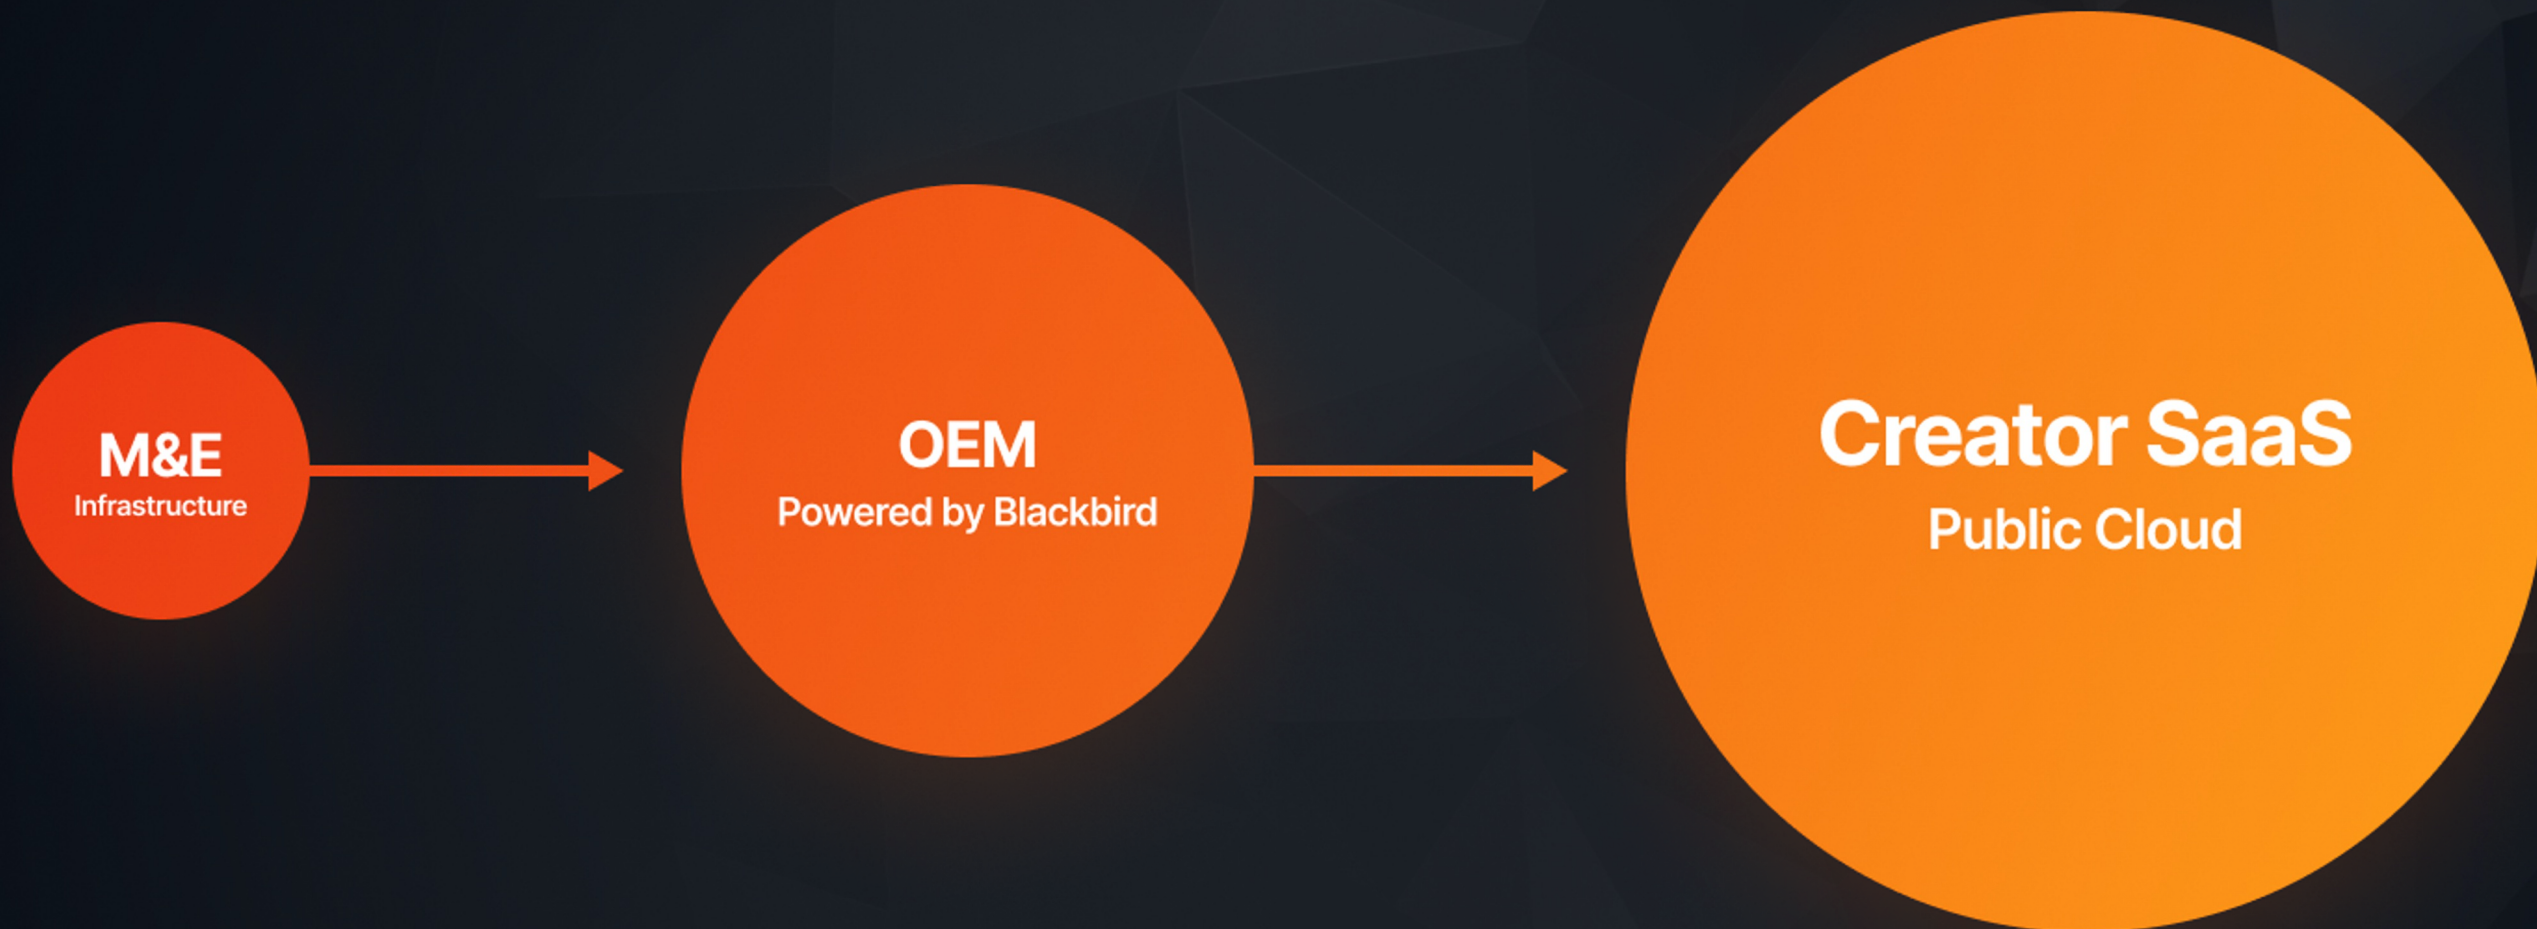 M&E
Infrastructure
OEM
Powered by Blackbird
Creator SaaS
Public Cloud